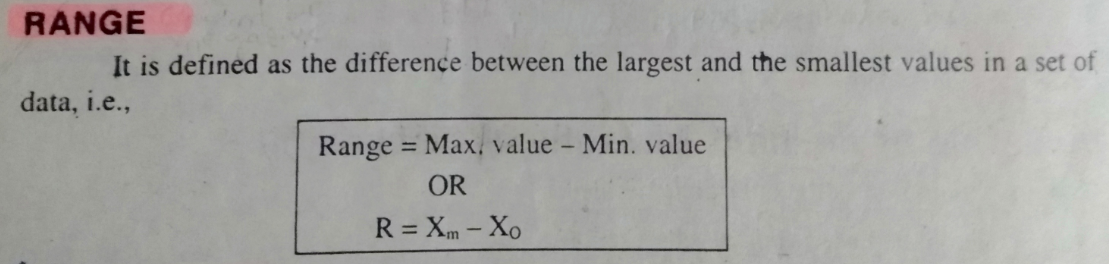 RANGE
It is defined as the difference between the largest and the smallest values in a set of
data, i.e.,
Range = Max. value – Min. value
OR
R = Xₘ – X₀